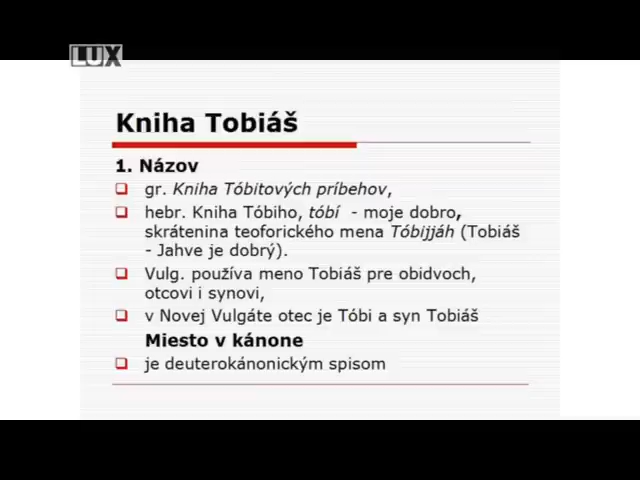 LUX
Kniha Tobiáš
1. Názov
gr. Kniha Tóbitových príbehov,
hebr. Kniha Tóbiho, tóbí - moje dobro,
skrátenina teoforického mena Tóbijjáh (Tobiáš
- Jahve je dobrý).
Vulg. používa meno Tobiáš pre obidvoch,
otcovi i synovi,
v Novej Vulgáte otec je Tóbi a syn Tobiáš
Miesto v kánone
je deuterokánonickým spisom